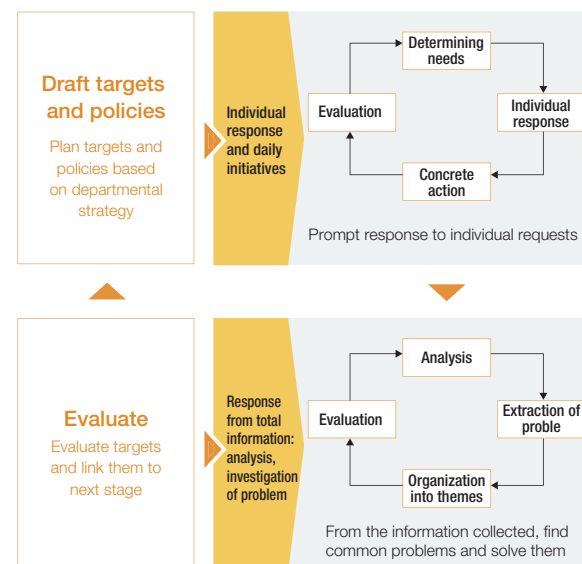 Draft targets
and policies
Plan targets and
policies based
on departmental
strategy
Individual
response
and daily
initiatives
Determining
needs
Evaluation
Individual
response
Concrete
action
Prompt response to individual requests
Evaluate
Evaluate targets
and link them to
next stage
Response
from total
information:
analysis,
investigation
of problem
Analysis
Evaluation
Extraction of
proble
Organization
into themes
From the information collected, find
common problems and solve them